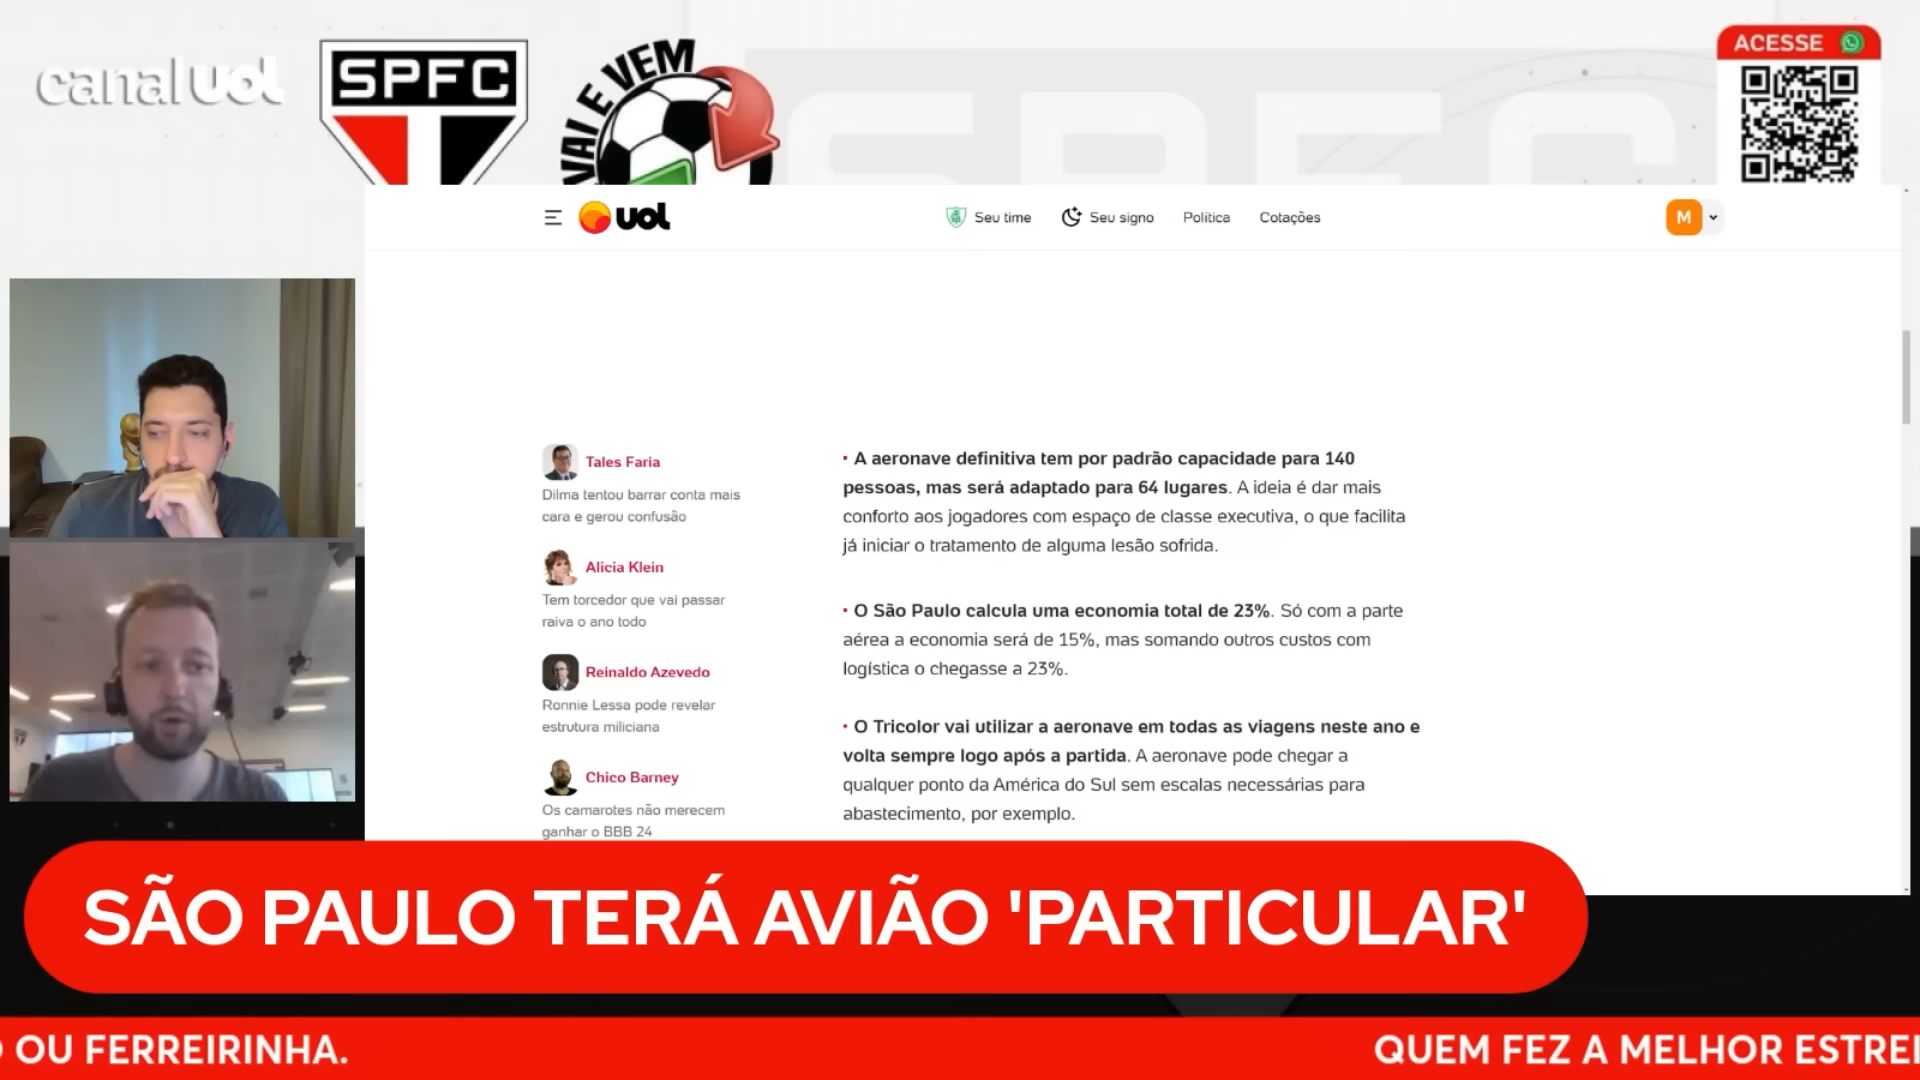 canal uol
SPFC
VAI E VEM
ACESSE
uol
Seu time
Seu signo
Política
Cotações
M
Tales Faria
Dilma tentou barrar conta mais
cara e gerou confusão
Alicia Klein
Tem torcedor que vai passar
raiva o ano todo
Reinaldo Azevedo
Ronnie Lessa pode revelar
estrutura miliciana
Chico Barney
Os camarotes não merecem
ganhar o BBB 24
· A aeronave definitiva tem por padrão capacidade para 140
pessoas, mas será adaptado para 64 lugares. A ideia é dar mais
conforto aos jogadores com espaço de classe executiva, o que facilita
já iniciar o tratamento de alguma lesão sofrida.
· O São Paulo calcula uma economia total de 23%. Só com a parte
aérea a economia será de 15%, mas somando outros custos com
logística o chegasse a 23%.
· O Tricolor vai utilizar a aeronave em todas as viagens neste ano e
volta sempre logo após a partida. A aeronave pode chegar a
qualquer ponto da América do Sul sem escalas necessárias para
abastecimento, por exemplo.
SÃO PAULO TERÁ AVIÃO 'PARTICULAR'
O OU FERREIRINHA.
QUEM FEZ A MELHOR ESTREI